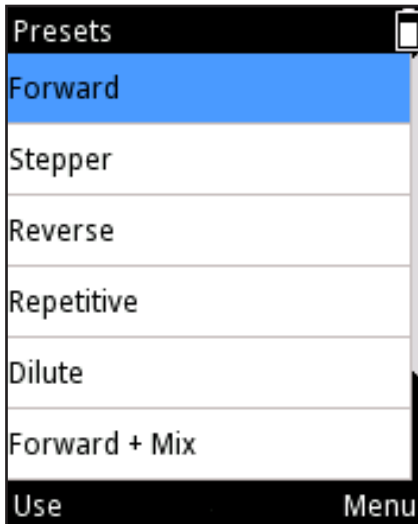 Presets
Forward
Stepper
Reverse
Repetitive
Dilute
Forward + Mix
Use Menu